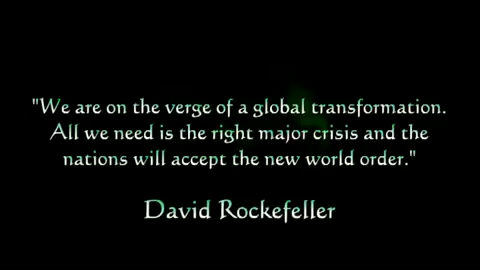 "We are on the verge of a global transformation.
All we need is the right major crisis and the
nations will accept the new world order."
David Rockefeller